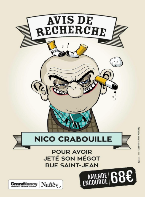 AVIS DE
RECHERCHE
NICO CRABOUILLE
POUR AVOIR
JETÉ SON MÉGOT
RUE SAINT-JEAN
AMENDE
ENCOURUE :
68€